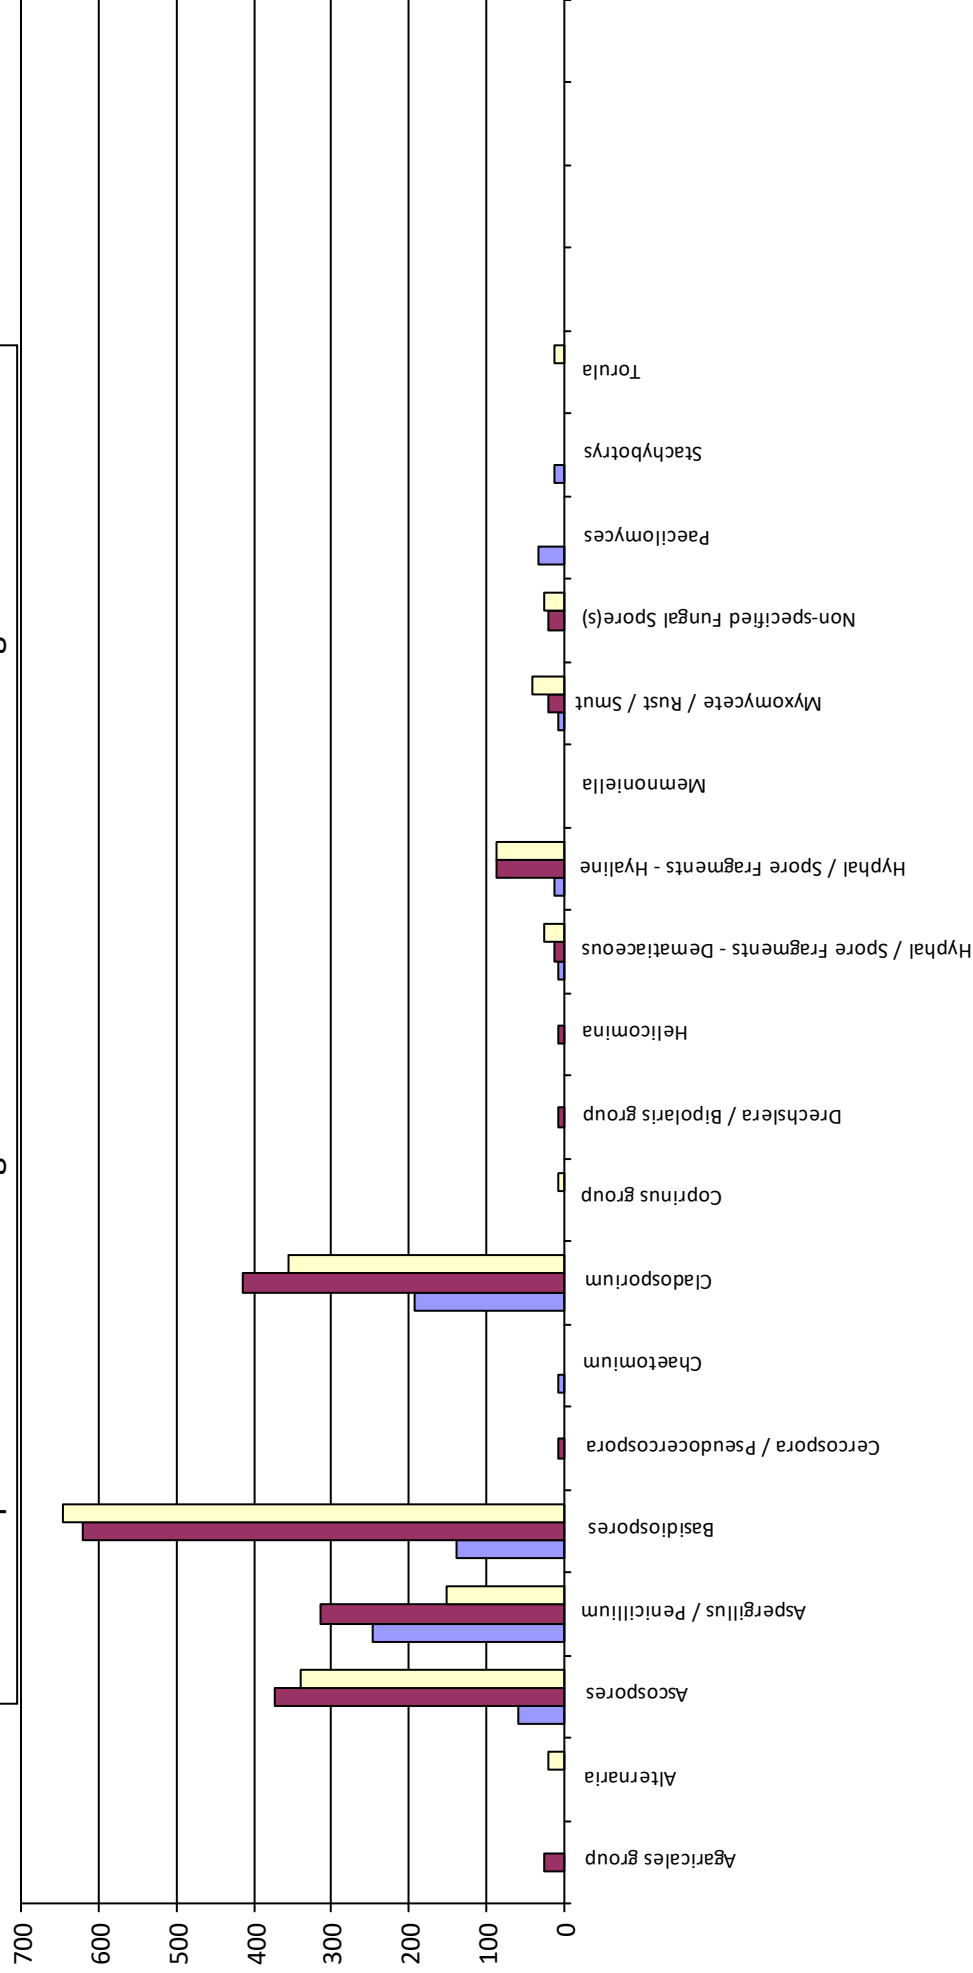 700
600
500
400
300
200
100
0
Agaricales group
Alternaria
Ascospores
Aspergillus / Penicillium
Basidiospores
Cercospora / Pseudocercospora
Chaetomium
Cladosporium
Coprinus group
Drechslera / Bipolaris group
Helicomina
Hyphal / Spore Fragments - Dematiaceous
Hyphal / Spore Fragments - Hyaline
Memnoniella
Myxomycete / Rust / Smut
Non-specified Fungal Spore(s)
Paecilomyces
Stachybotrys
Torula